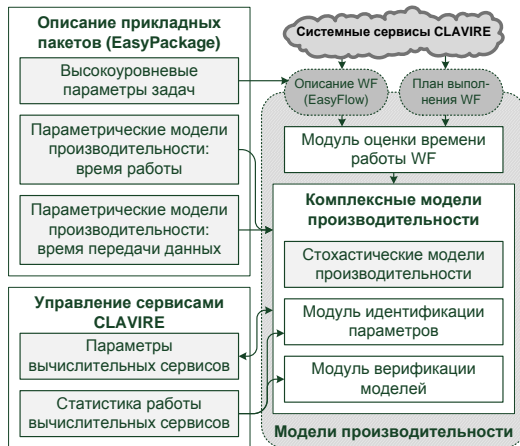 Описание прикладных
пакетов (EasyPackage)
Высокоуровневые
параметры задач
Параметрические модели
производительности:
время работы
Параметрические модели
производительности:
время передачи данных
Управление сервисами
CLAVIRE
Параметры
вычислительных сервисов
Статистика работы
вычислительных сервисов
Системные сервисы CLAVIRE
Описание WF
(EasyFlow)
План выпол-
нения WF
Модуль оценки времени
работы WF
Комплексные модели
производительности
Стохастические модели
производительности
Модуль идентификации
параметров
Модуль верификации
моделей
Модели производительности